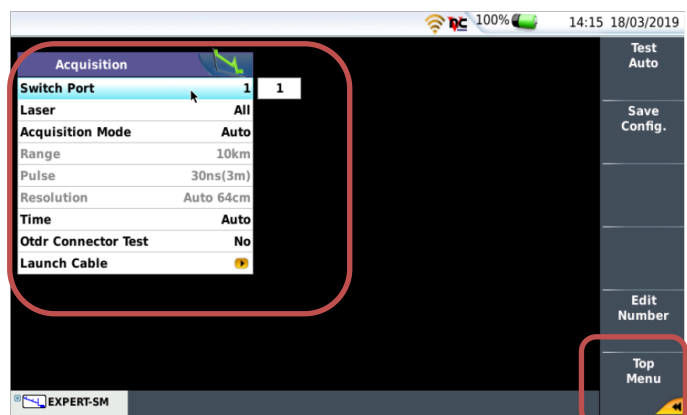 100% 14:15 18/03/2019
Acquisition
Switch Port 1 1
Laser All
Acquisition Mode Auto
Range 10km
Pulse 30ns(3m)
Resolution Auto 64cm
Time Auto
Otdr Connector Test No
Launch Cable
Test
Auto
Save
Config.
Edit
Number
Top
Menu
EXPERT-SM